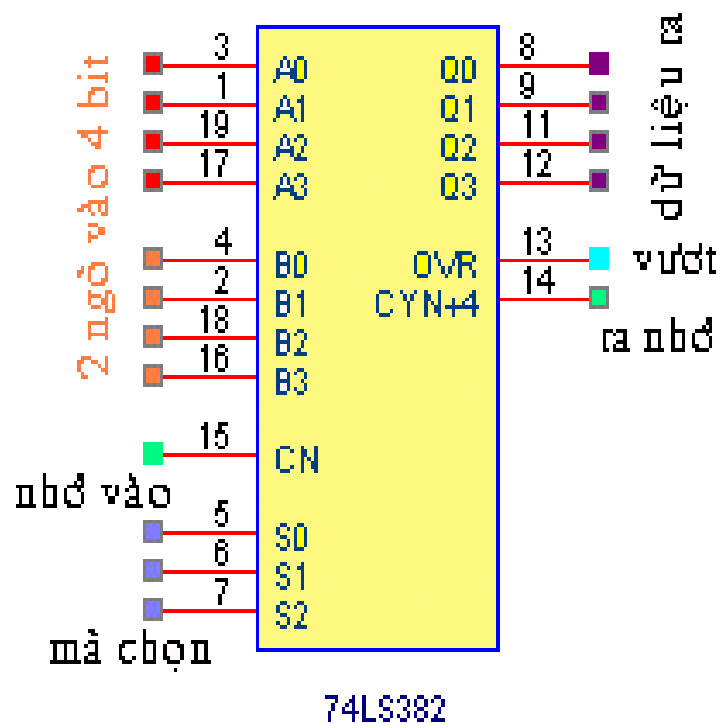 2 ngõ vào 4 bit
3 A0
1 A1
19 A2
17 A3
4 B0
2 B1
18 B2
16 B3
15 CN
nhớ vào
5 S0
6 S1
7 S2
mã chọn
Q0 8
Q1 9
Q2 11
Q3 12
dữ liệu ra
OVR 13 vượt
CYN+4 14
ra nhớ
74LS382